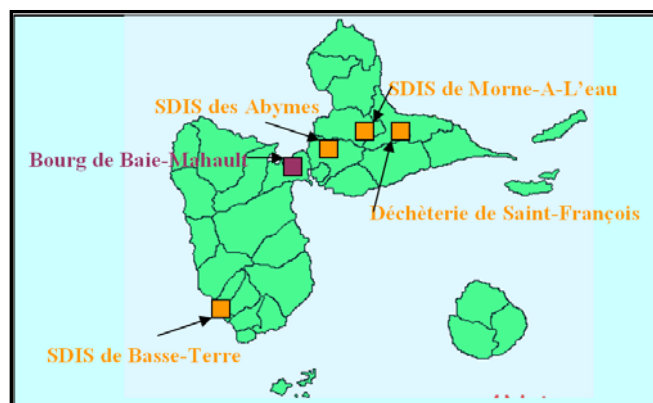 SDIS de Morne-A-L'eau
SDIS des Abymes
Bourg de Baie-Mahault
Déchèterie de Saint-François
SDIS de Basse-Terre